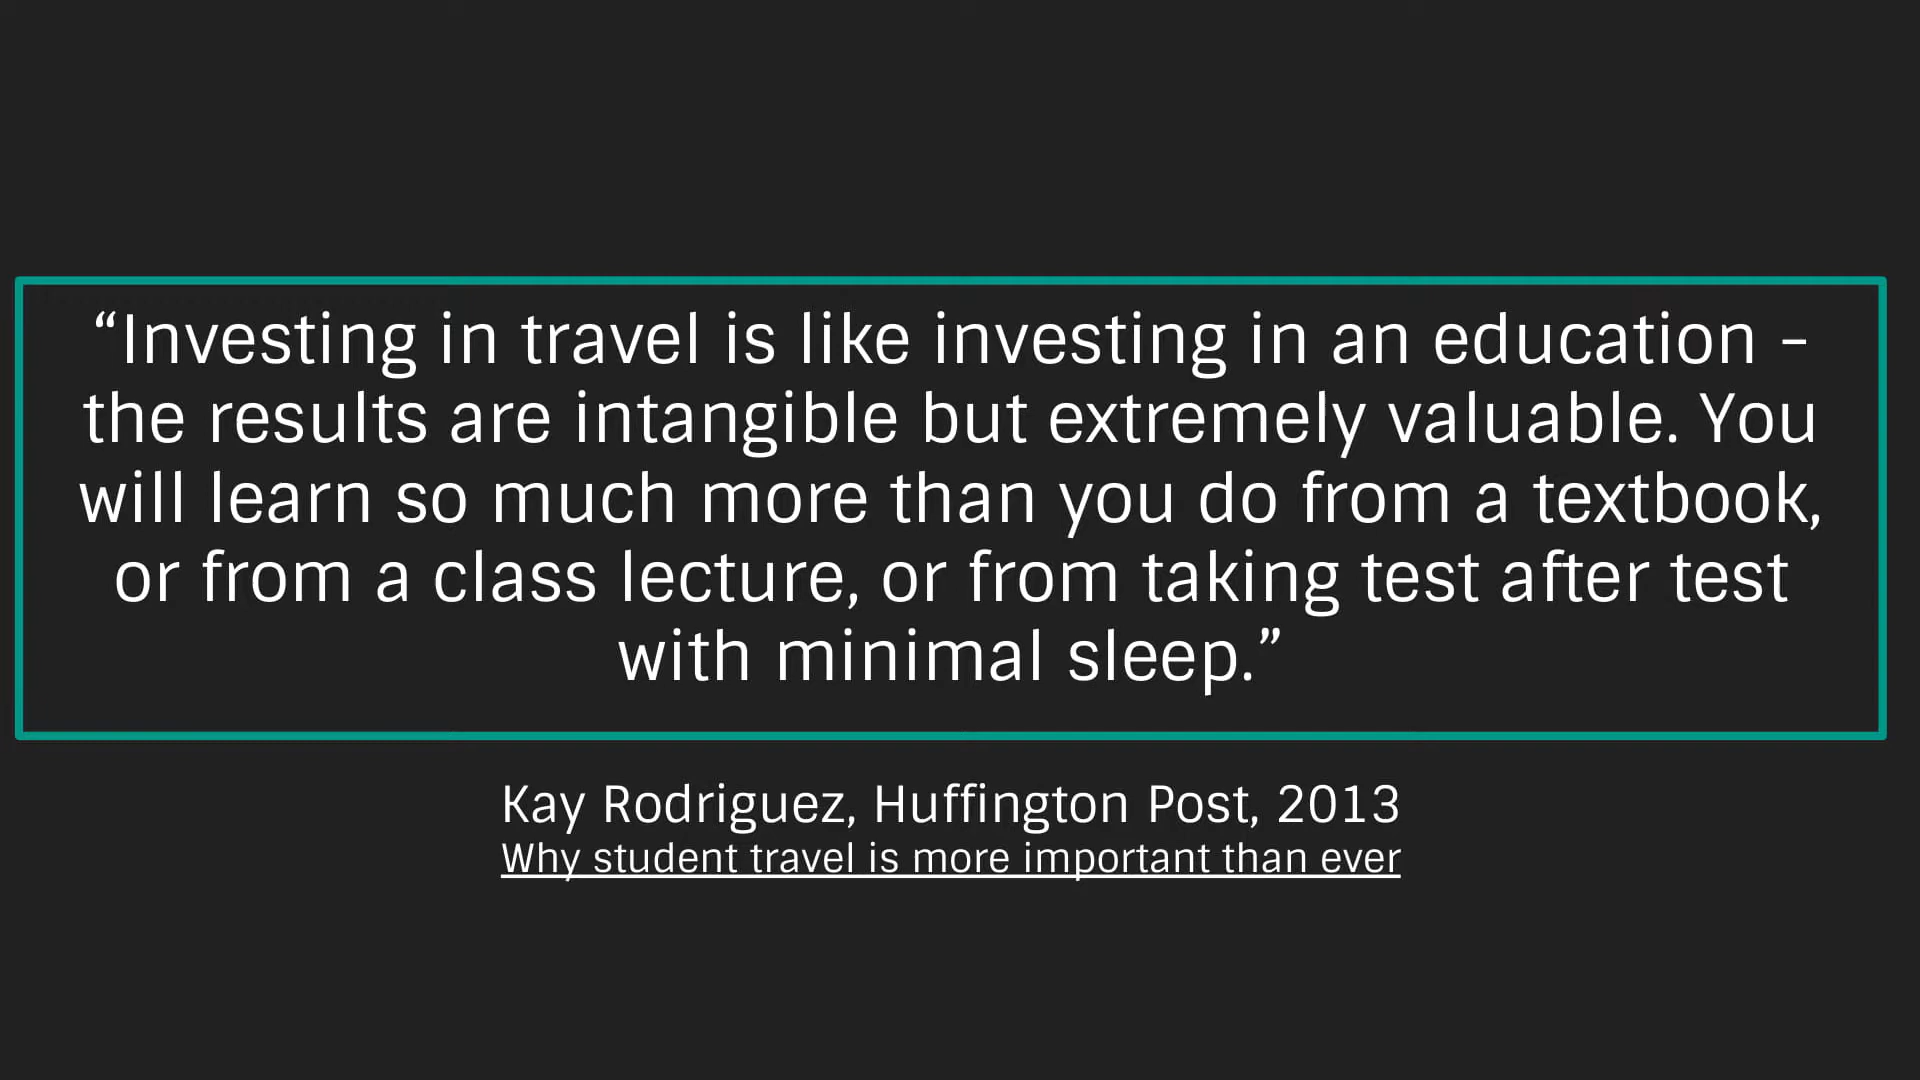 “Investing in travel is like investing in an education –
the results are intangible but extremely valuable. You
will learn so much more than you do from a textbook,
or from a class lecture, or from taking test after test
with minimal sleep.”
Kay Rodriguez, Huffington Post, 2013
Why student travel is more important than ever